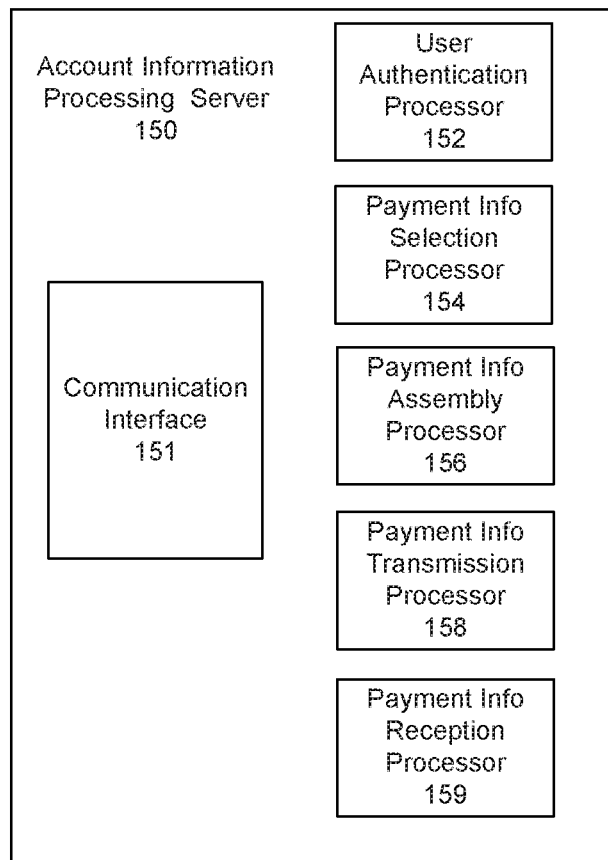 Account Information
Processing Server
150
User
Authentication
Processor
152
Payment Info
Selection
Processor
154
Communication
Interface
151
Payment Info
Assembly
Processor
156
Payment Info
Transmission
Processor
158
Payment Info
Reception
Processor
159